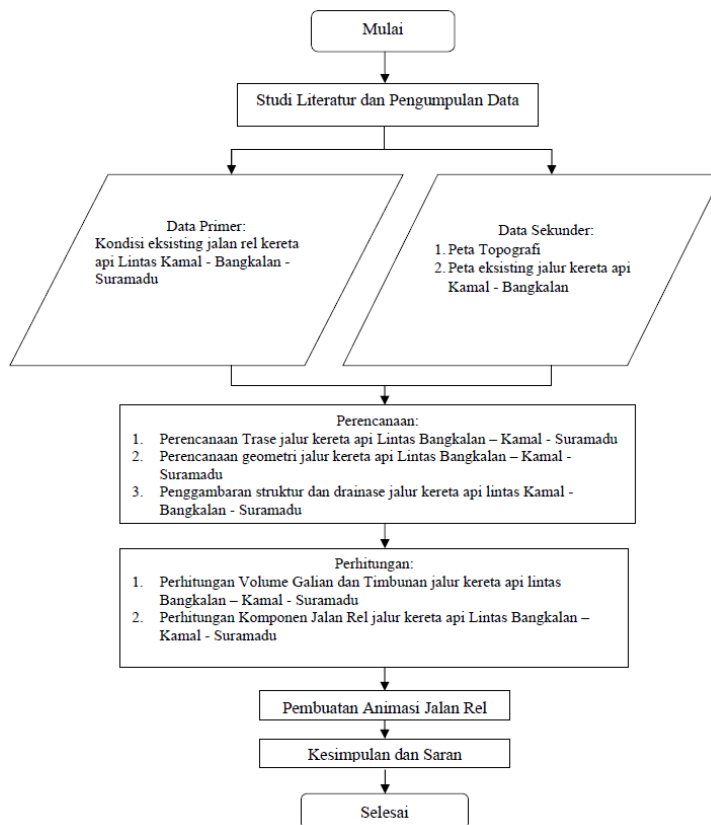 Mulai
Studi Literatur dan Pengumpulan Data
Data Primer:
Kondisi eksisting jalan rel kereta
api Lintas Kamal - Bangkalan -
Suramadu
Data Sekunder:
1. Peta Topografi
2. Peta eksisting jalur kereta api
Kamal - Bangkalan
Perencanaan:
1. Perencanaan Trase jalur kereta api Lintas Bangkalan – Kamal - Suramadu
2. Perencanaan geometri jalur kereta api Lintas Bangkalan – Kamal -
Suramadu
3. Penggambaran struktur dan drainase jalur kereta api lintas Kamal -
Bangkalan - Suramadu
Perhitungan:
1. Perhitungan Volume Galian dan Timbunan jalur kereta api lintas
Bangkalan – Kamal - Suramadu
2. Perhitungan Komponen Jalan Rel jalur kereta api Lintas Bangkalan –
Kamal - Suramadu
Pembuatan Animasi Jalan Rel
Kesimpulan dan Saran
Selesai